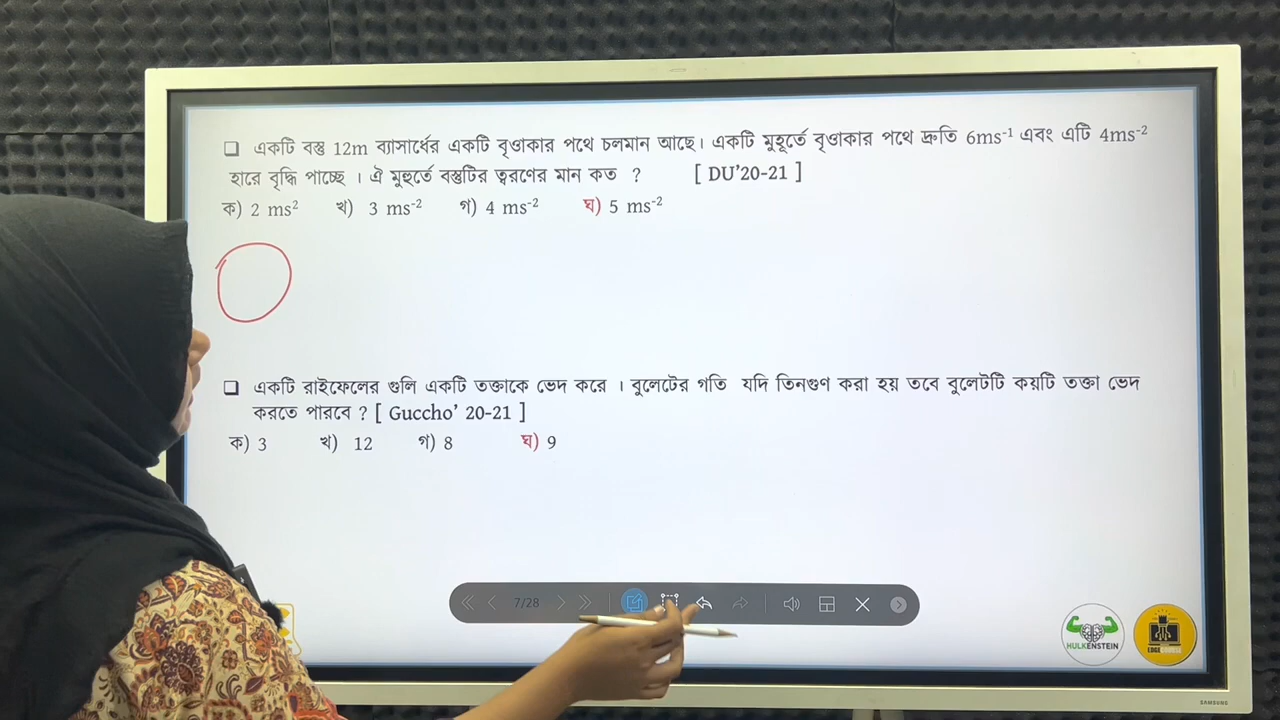 ❑ একটি বস্তু 12m ব্যাসার্ধের একটি বৃত্তাকার পথে চলমান আছে। একটি মুহূর্তে বৃত্তাকার পথে দ্রুতি 6ms⁻¹ এবং এটি 4ms⁻²
হারে বৃদ্ধি পাচ্ছে । ঐ মুহুর্তে বস্তুটির ত্বরণের মান কত ? [ DU’20-21 ]
ক) 2 ms² খ) 3 ms⁻² গ) 4 ms⁻² ঘ) 5 ms⁻²
❑ একটি রাইফেলের গুলি একটি তক্তাকে ভেদ করে । বুলেটের গতি যদি তিনগুণ করা হয় তবে বুলেটটি কয়টি তক্তা ভেদ
করতে পারবে ? [ Guccho’ 20-21 ]
ক) 3 খ) 12 গ) 8 ঘ) 9
7/28
HULKENSTEIN
EDGECOURSE
SAMSUNG